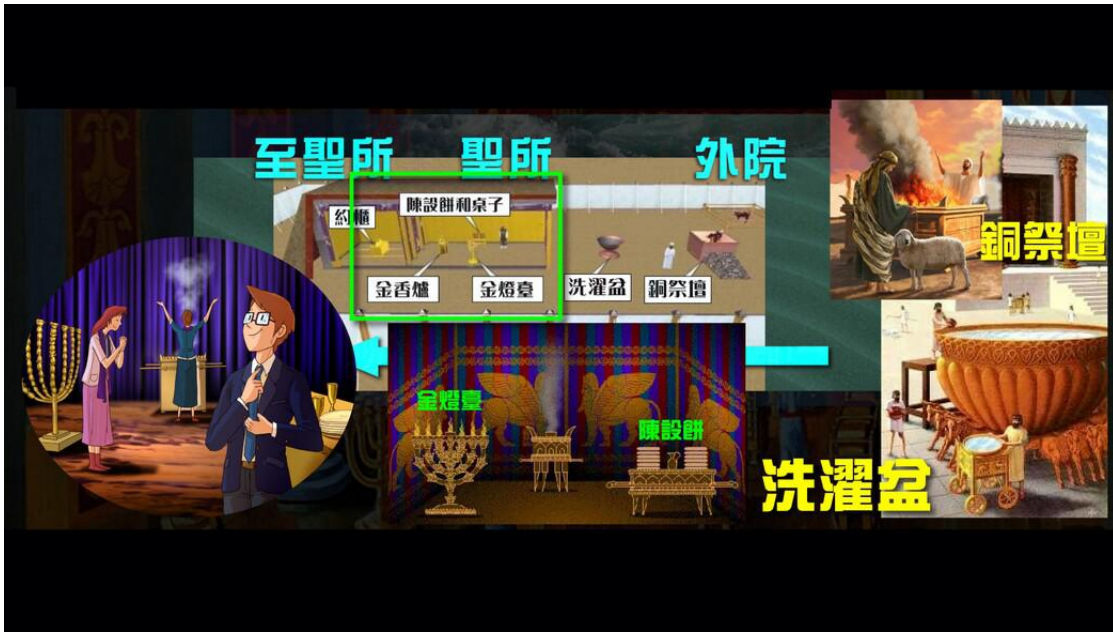 至聖所
聖所
外院
約櫃
陳設餅和桌子
金香爐
金燈臺
洗濯盆
銅祭壇
銅祭壇
金燈臺
陳設餅
洗濯盆